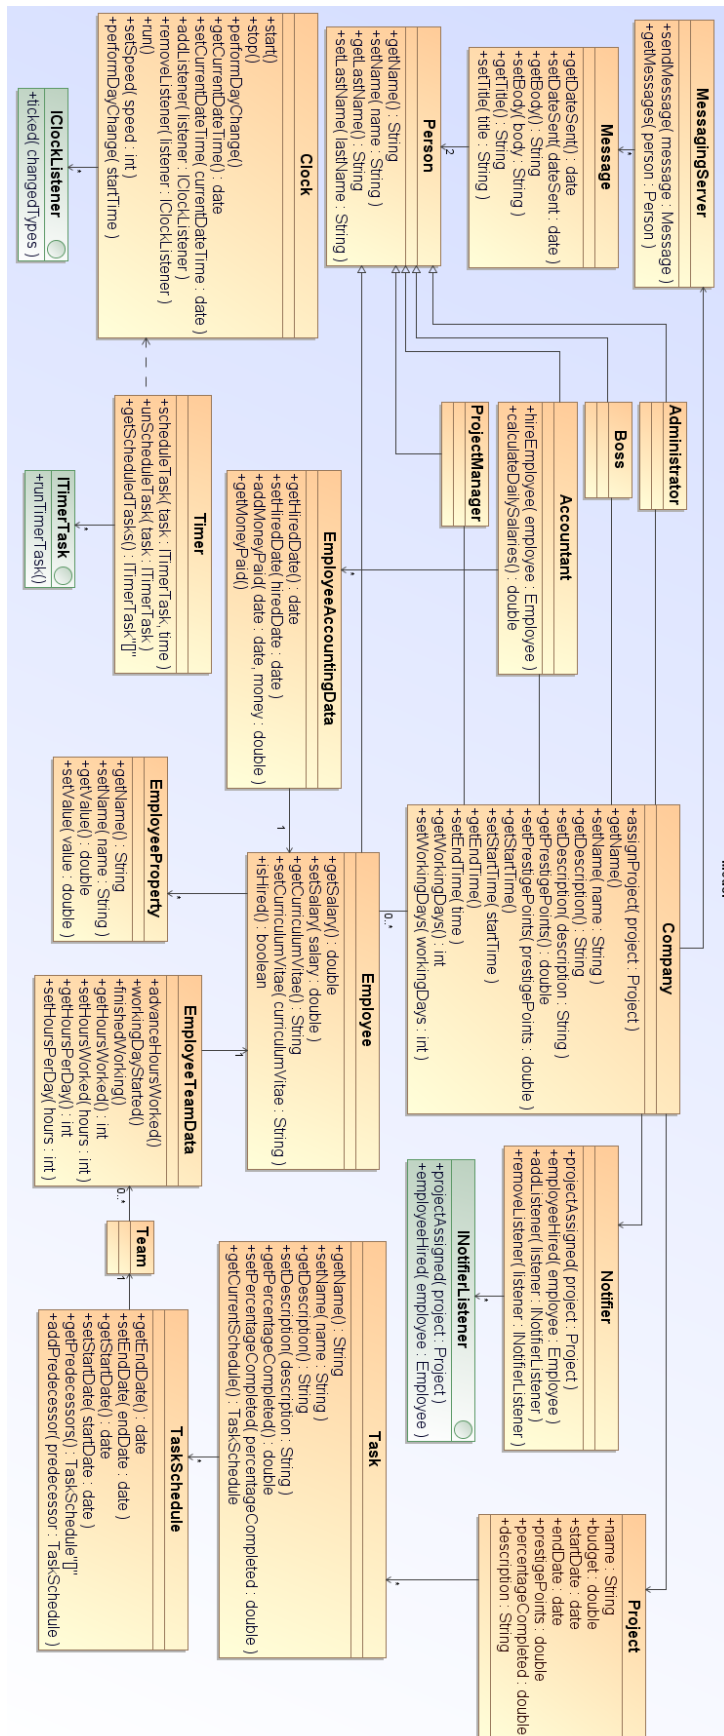 Model
MessagingServer
+sendMessage( message : Message )
+getMessages( person : Person )
*
Message
+getDateSent() : date
+setDateSent( dateSent : date )
+getBody() : String
+setBody( body : String )
+getTitle() : String
+setTitle( title : String )
2
Person
+getName() : String
+setName( name : String )
+getLastName() : String
+setLastName( lastName : String )
Clock
+start()
+stop()
+performDayChange()
+getCurrentDateTime() : date
+setCurrentDateTime( currentDateTime : date )
+addListener( listener : IClockListener )
+removeListener( listener : IClockListener )
+run()
+setSpeed( speed : int )
+performDayChange( startTime )
*
IClockListener
+ticked( changedTypes )
Administrator
Boss
Accountant
+hireEmployee( employee : Employee )
+calculateDailySalaries() : double
ProjectManager
*
EmployeeAccountingData
+getHiredDate() : date
+setHiredDate( hiredDate : date )
+addMoneyPaid( date : date, money : double )
+getMoneyPaid()
1
Timer
+scheduleTask( task : ITimerTask, time )
+unScheduleTask( task : ITimerTask )
+getScheduledTasks() : ITimerTask"[]"
*
ITimerTask
+runTimerTask()
Company
+assignProject( project : Project )
+getName()
+setName( name : String )
+getDescription() : String
+setDescription( description : String )
+getPrestigePoints() : double
+setPrestigePoints( prestigePoints : double )
+getStartTime()
+setStartTime( startTime )
+getEndTime()
+setEndTime( time )
+getWorkingDays() : int
+setWorkingDays( workingDays : int )
0..*
Employee
+getSalary() : double
+setSalary( salary : double )
+getCurriculumVitae() : String
+setCurriculumVitae( curriculumVitae : String )
+isHired() : boolean
*
EmployeeProperty
+getName() : String
+setName( name : String )
+getValue() : double
+setValue( value : double )
1
EmployeeTeamData
+advanceHoursWorked()
+workingDayStarted()
+finishedWorking()
+getHoursWorked() : int
+setHoursWorked( hours : int )
+getHoursPerDay() : int
+setHoursPerDay( hours : int )
0..*
Team
1
Notifier
+projectAssigned( project : Project )
+employeeHired( employee : Employee )
+addListener( listener : INotifierListener )
+removeListener( listener : INotifierListener )
*
INotifierListener
+projectAssigned( project : Project )
+employeeHired( employee : Employee )
Task
+getName() : String
+setName( name : String )
+getDescription() : String
+setDescription( description : String )
+getPercentageCompleted() : double
+setPercentageCompleted( percentageCompleted : double )
+getCurrentSchedule() : TaskSchedule
*
TaskSchedule
+getEndDate() : date
+setEndDate( endDate : date )
+getStartDate() : date
+setStartDate( startDate : date )
+getPredecessors() : TaskSchedule"[]"
+addPredecessor( predecessor : TaskSchedule )
Project
+name : String
+budget : double
+startDate : date
+endDate : date
+prestigePoints : double
+percentageCompleted : double
+description : String
*